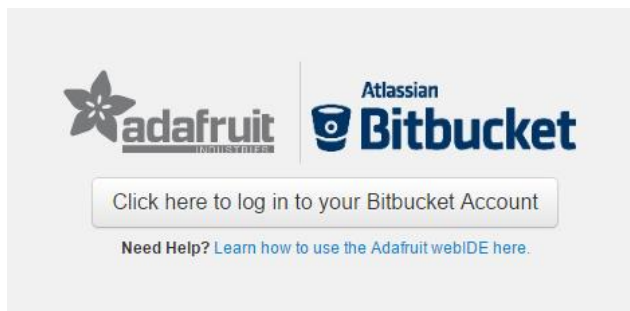 adafruit
INDUSTRIES
Atlassian
Bitbucket
Click here to log in to your Bitbucket Account
Need Help? Learn how to use the Adafruit webIDE here.